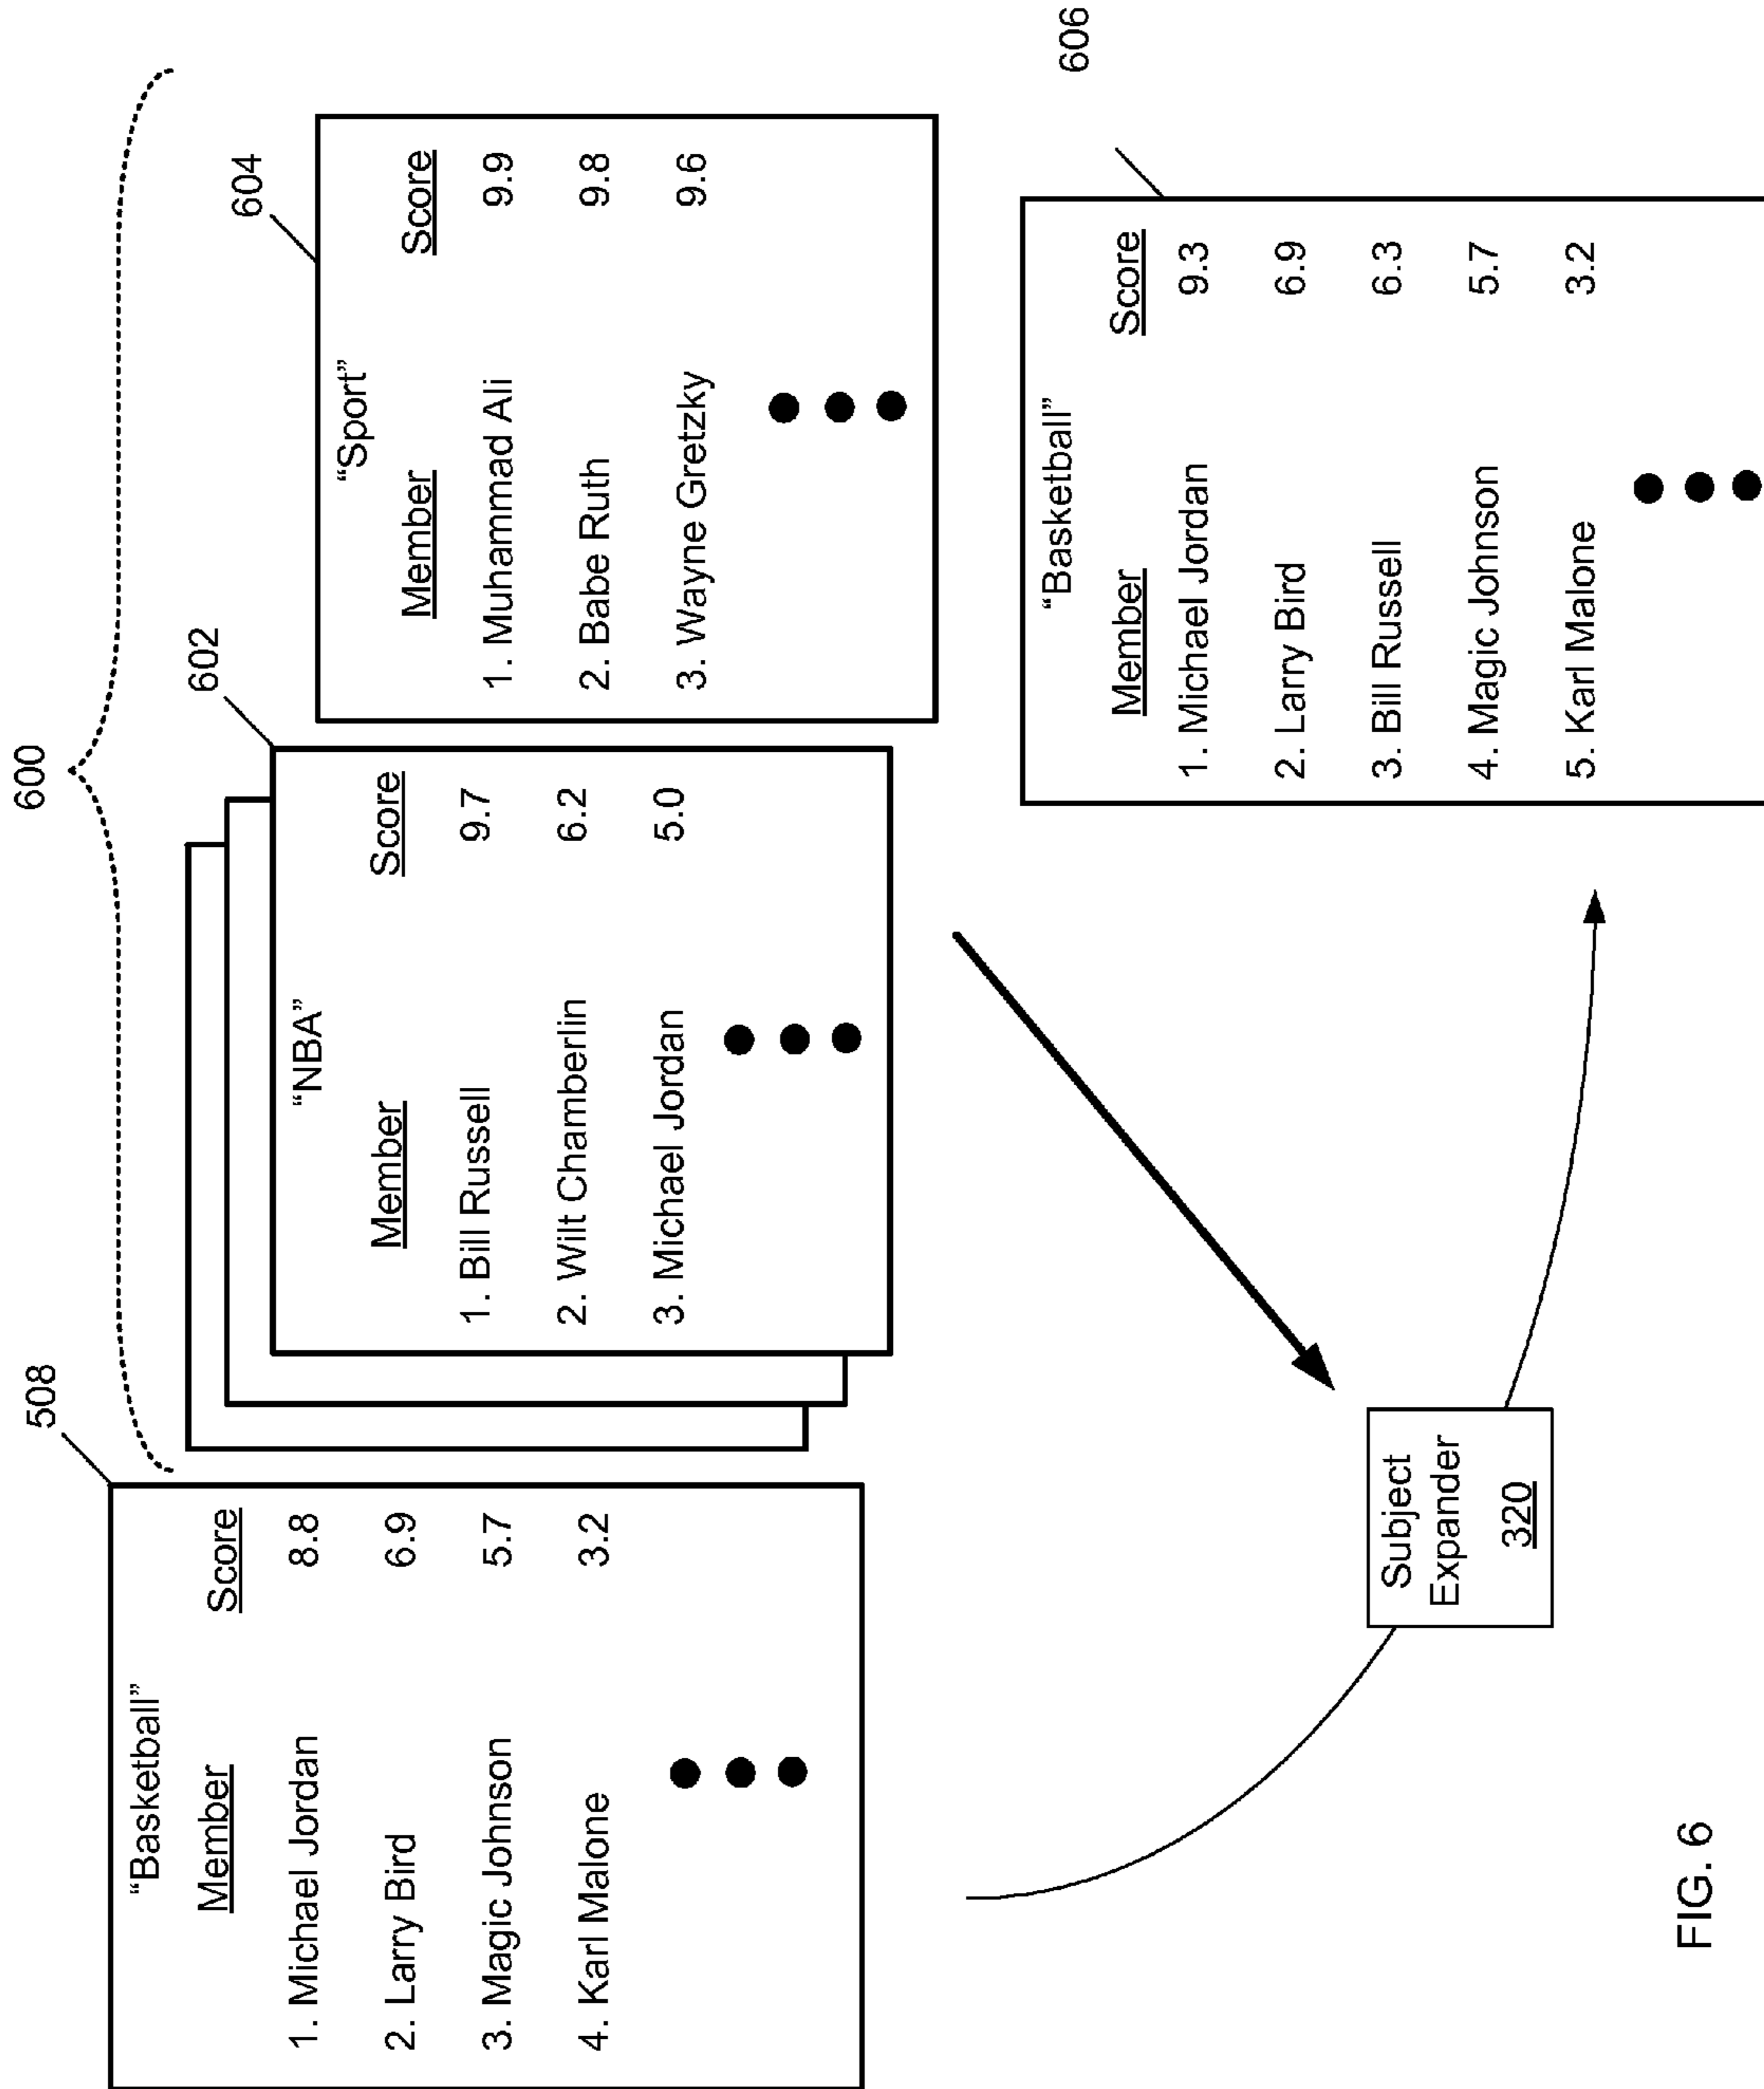 600
508
"Basketball"
Member Score
1. Michael Jordan 8.8
2. Larry Bird 6.9
3. Magic Johnson 5.7
4. Karl Malone 3.2
602
“NBA”
Member Score
1. Bill Russell 9.7
2. Wilt Chamberlin 6.2
3. Michael Jordan 5.0
604
“Sport”
Member Score
1. Muhammad Ali 9.9
2. Babe Ruth 9.8
3. Wayne Gretzky 9.6
Subject
Expander
320
606
“Basketball”
Member Score
1. Michael Jordan 9.3
2. Larry Bird 6.9
3. Bill Russell 6.3
4. Magic Johnson 5.7
5. Karl Malone 3.2
FIG. 6